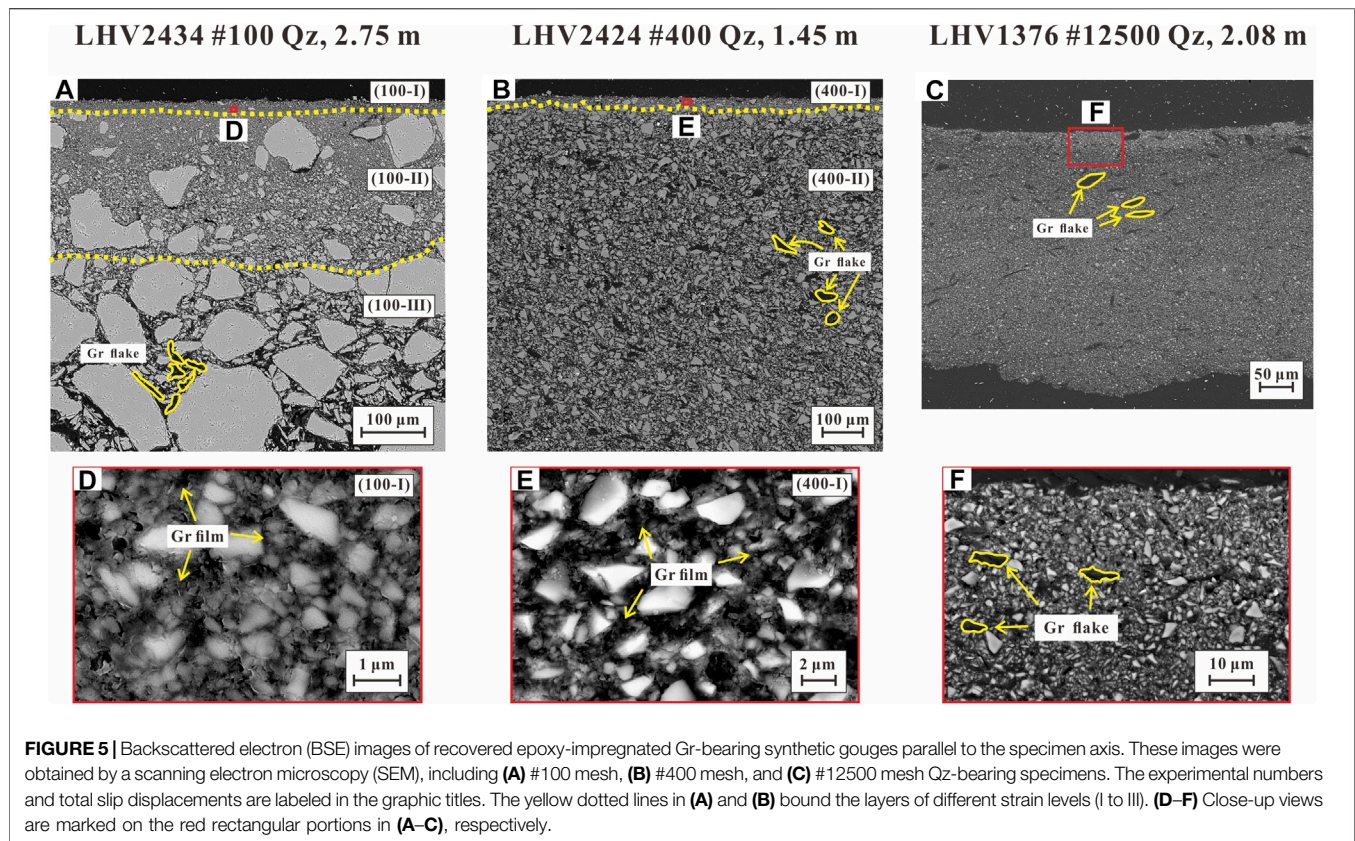 LHV2434 #100 Qz, 2.75 m
LHV2424 #400 Qz, 1.45 m
LHV1376 #12500 Qz, 2.08 m
A
(100-I)
D
(100-II)
(100-III)
Gr flake
100 μm
B
(400-I)
E
(400-II)
Gr flake
100 μm
C
F
Gr flake
50 μm
D
(100-I)
Gr film
1 μm
E
(400-I)
Gr film
2 μm
F
Gr flake
10 μm
FIGURE 5 | Backscattered electron (BSE) images of recovered epoxy-impregnated Gr-bearing synthetic gouges parallel to the specimen axis. These images were
obtained by a scanning electron microscopy (SEM), including (A) #100 mesh, (B) #400 mesh, and (C) #12500 mesh Qz-bearing specimens. The experimental numbers
and total slip displacements are labeled in the graphic titles. The yellow dotted lines in (A) and (B) bound the layers of different strain levels (I to III). (D–F) Close-up views
are marked on the red rectangular portions in (A–C), respectively.